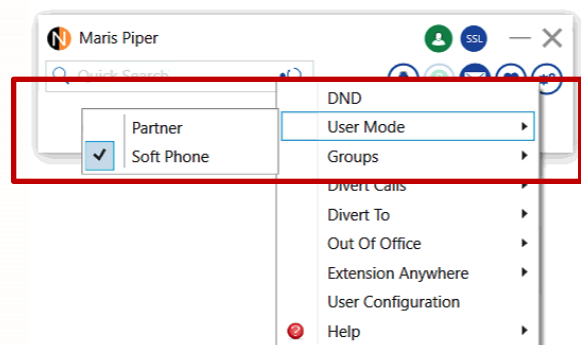 Maris Piper
SSL
Quick Search
DND
User Mode
Partner
Soft Phone
Groups
Divert Calls
Divert To
Out Of Office
Extension Anywhere
User Configuration
Help